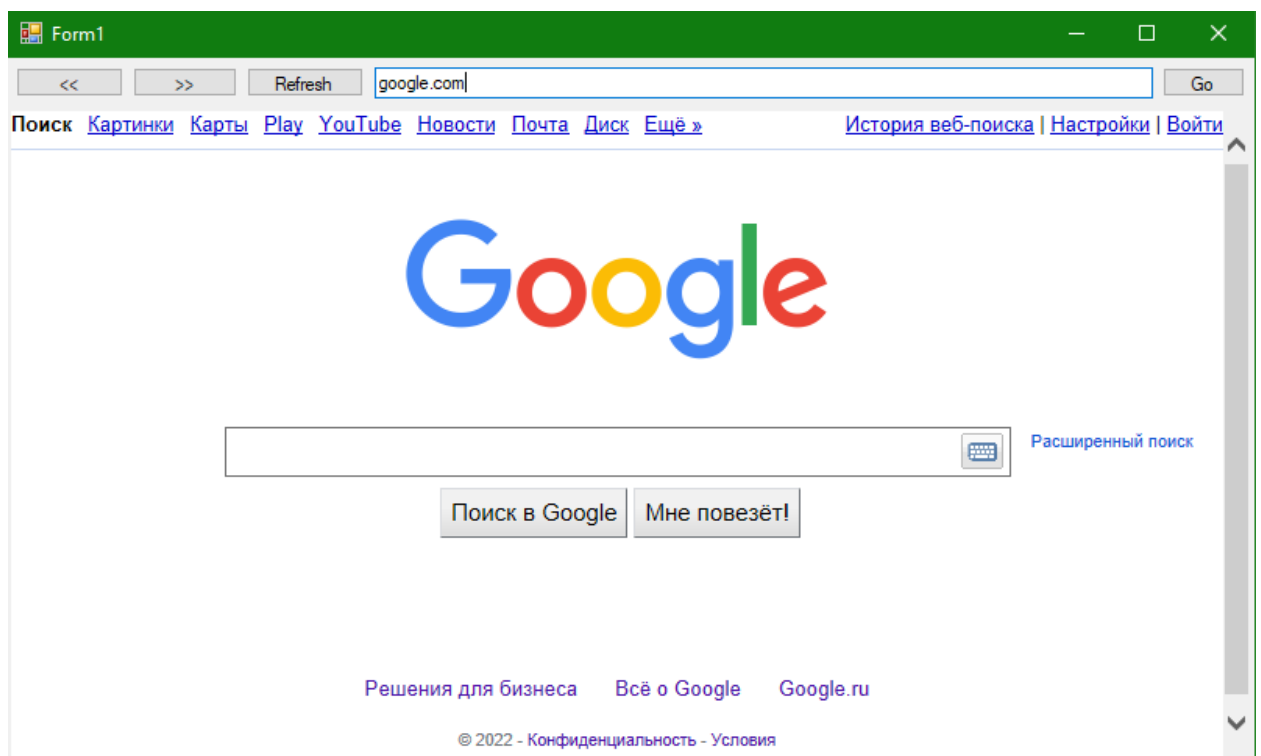 Form1
<< >> Refresh google.com Go
Поиск Картинки Карты Play YouTube Новости Почта Диск Ещё » История веб-поиска | Настройки | Войти
Google
Расширенный поиск
Поиск в Google Мне повезёт!
Решения для бизнеса Всё о Google Google.ru
© 2022 - Конфиденциальность - Условия